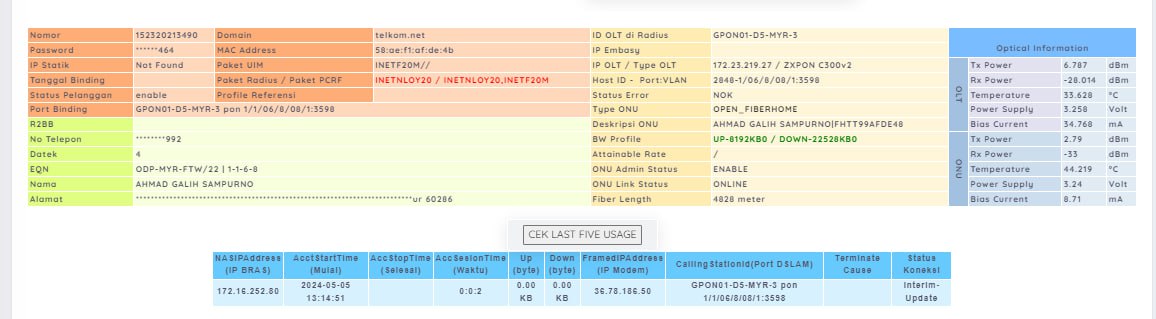 Nomor 152320213490 Domain telkom.net ID OLT di Radius GPON01-D5-MYR-3 Optical Information
Password ******464 MAC Address 58:ae:f1:af:de:4b IP Embasy
IP Statik Not Found Paket UIM INETF20M// IP OLT / Type OLT 172.23.219.27 / ZXPON C300v2 OLT Tx Power 6.787 dBm
Tanggal Binding Paket Radius / Paket PCRF INETNLOY20 / INETNLOY20,INETF20M Host ID - Port:VLAN 2848-1/06/8/08/1:3598 Rx Power -28.014 dBm
Status Pelanggan enable Profile Referensi Status Error NOK Temperature 33.628 °C
Port Binding GPON01-D5-MYR-3 pon 1/1/06/8/08/1:3598 Type ONU OPEN_FIBERHOME Power Supply 3.258 Volt
R2BB Deskripsi ONU AHMAD GALIH SAMPURNO|FHTT99AFDE48 Bias Current 34.768 mA
No Telepon ********992 BW Profile UP-8192KB0 / DOWN-22528KB0 ONU Tx Power 2.79 dBm
Datek 4 Attainable Rate / Rx Power -33 dBm
EQN ODP-MYR-FTW/22 | 1-1-6-8 ONU Admin Status ENABLE Temperature 44.219 °C
Nama AHMAD GALIH SAMPURNO ONU Link Status ONLINE Power Supply 3.24 Volt
Alamat ur 60286 Fiber Length 4828 meter Bias Current 8.71 mA
CEK LAST FIVE USAGE
NASIPAddress AcctStartTime AcctStopTime AcctSesionTime Up Down FramedIPAddress CallingStationId(Port DSLAM) Terminate Status
(IP BRAS) (Mulai) (Selesai) (Waktu) (byte) (byte) (IP Modem) Cause Koneksi
172.16.252.80 2024-05-05 0:0:2 0.00 0.00 36.78.186.50 GPON01-D5-MYR-3 pon Interim-
13:14:51 KB KB 1/1/06/8/08/1:3598 Update